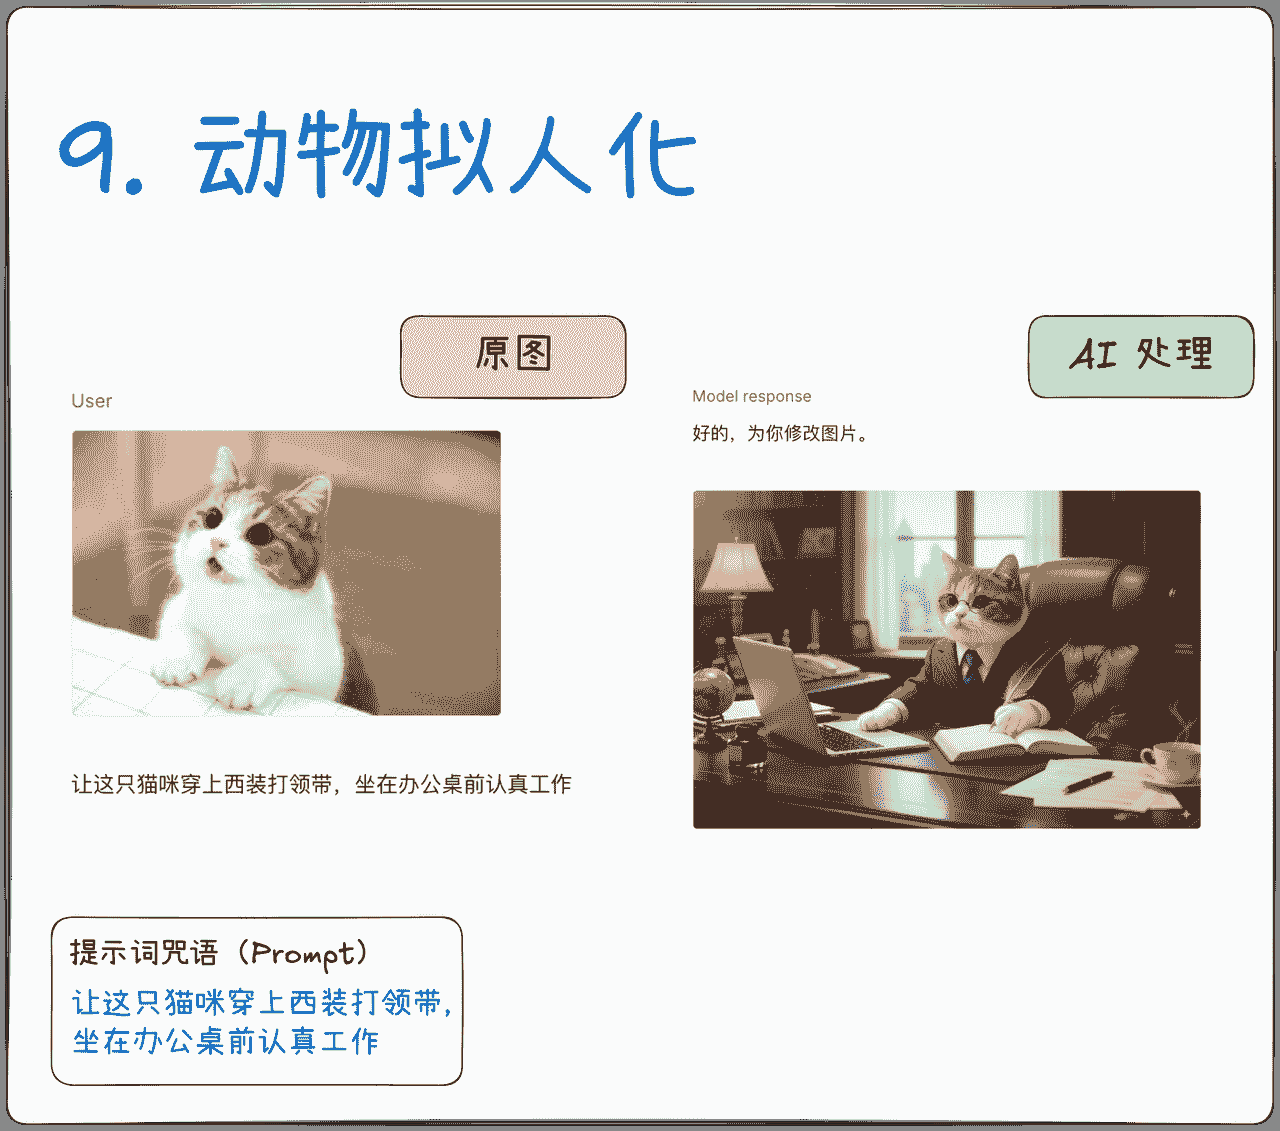 9. 动物拟人化
原图
AI 处理
User
Model response
好的，为你修改图片。
让这只猫咪穿上西装打领带，坐在办公桌前认真工作
提示词咒语（Prompt）
让这只猫咪穿上西装打领带，
坐在办公桌前认真工作